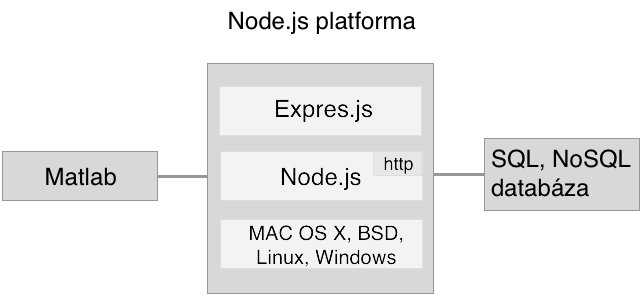 Node.js platforma
Expres.js
Matlab
Node.js
http
SQL, NoSQL
databáza
MAC OS X, BSD,
Linux, Windows